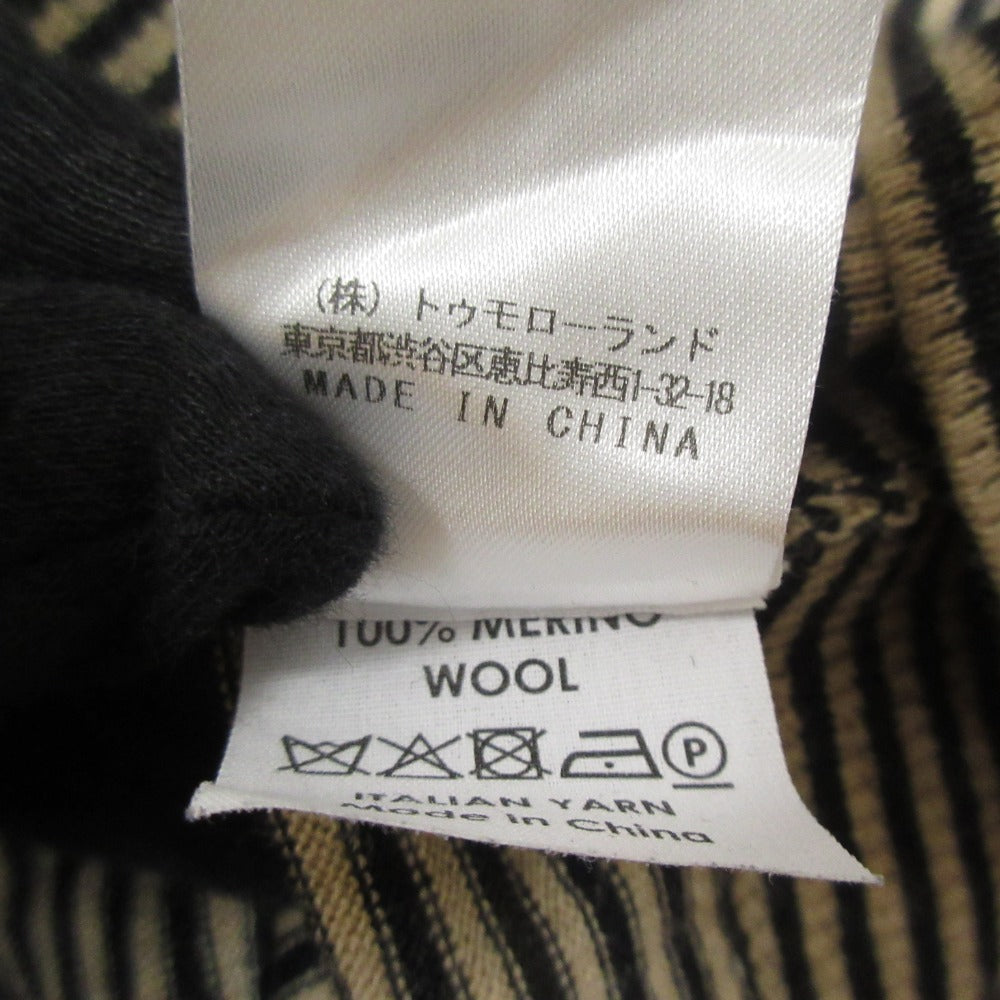 (株) トゥモローランド
東京都渋谷区恵比寿西1-32-18
MADE IN CHINA
100% MERINO
WOOL
P
ITALIAN YARN
Made in China